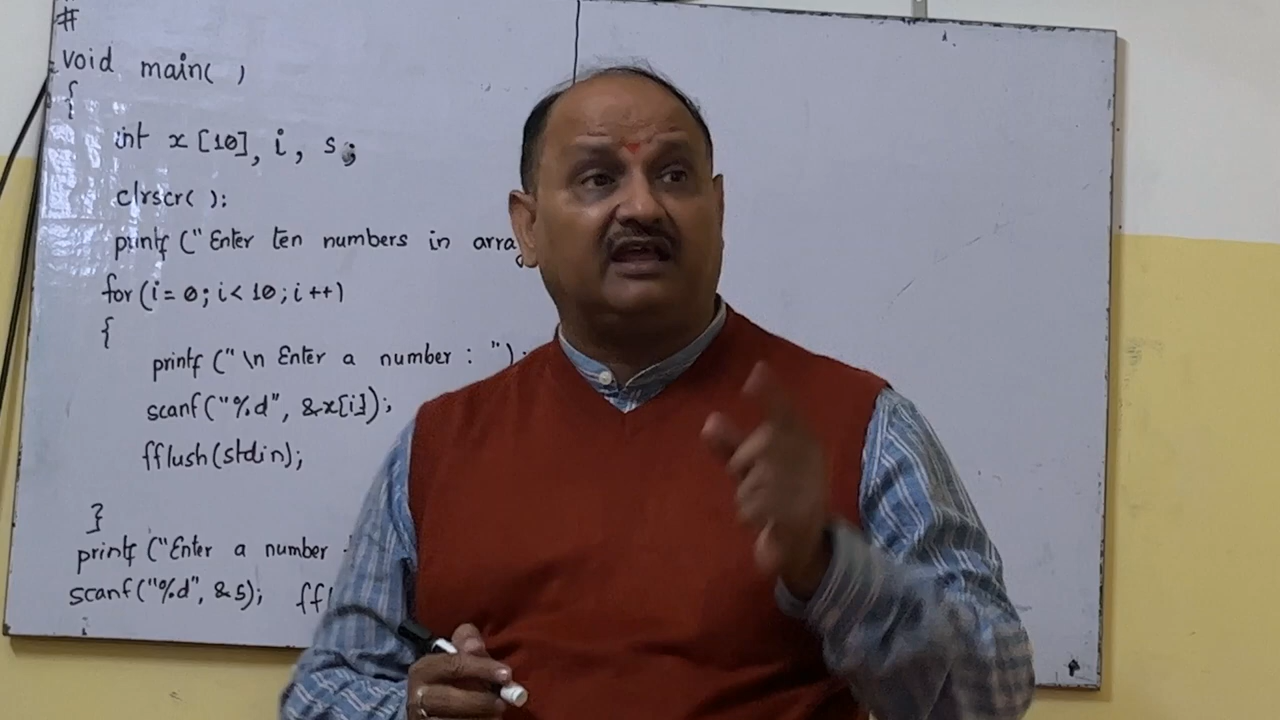 #
void main( )
{
int x [10], i, s;
clrscr( );
printf (" Enter ten numbers in arra
for (i = 0; i < 10; i ++)
{
printf (" \n Enter a number : ");
scanf ("%d", &x[i]);
fflush (stdin);
}
printf ("Enter a number
scanf ("%d", &s); ffl